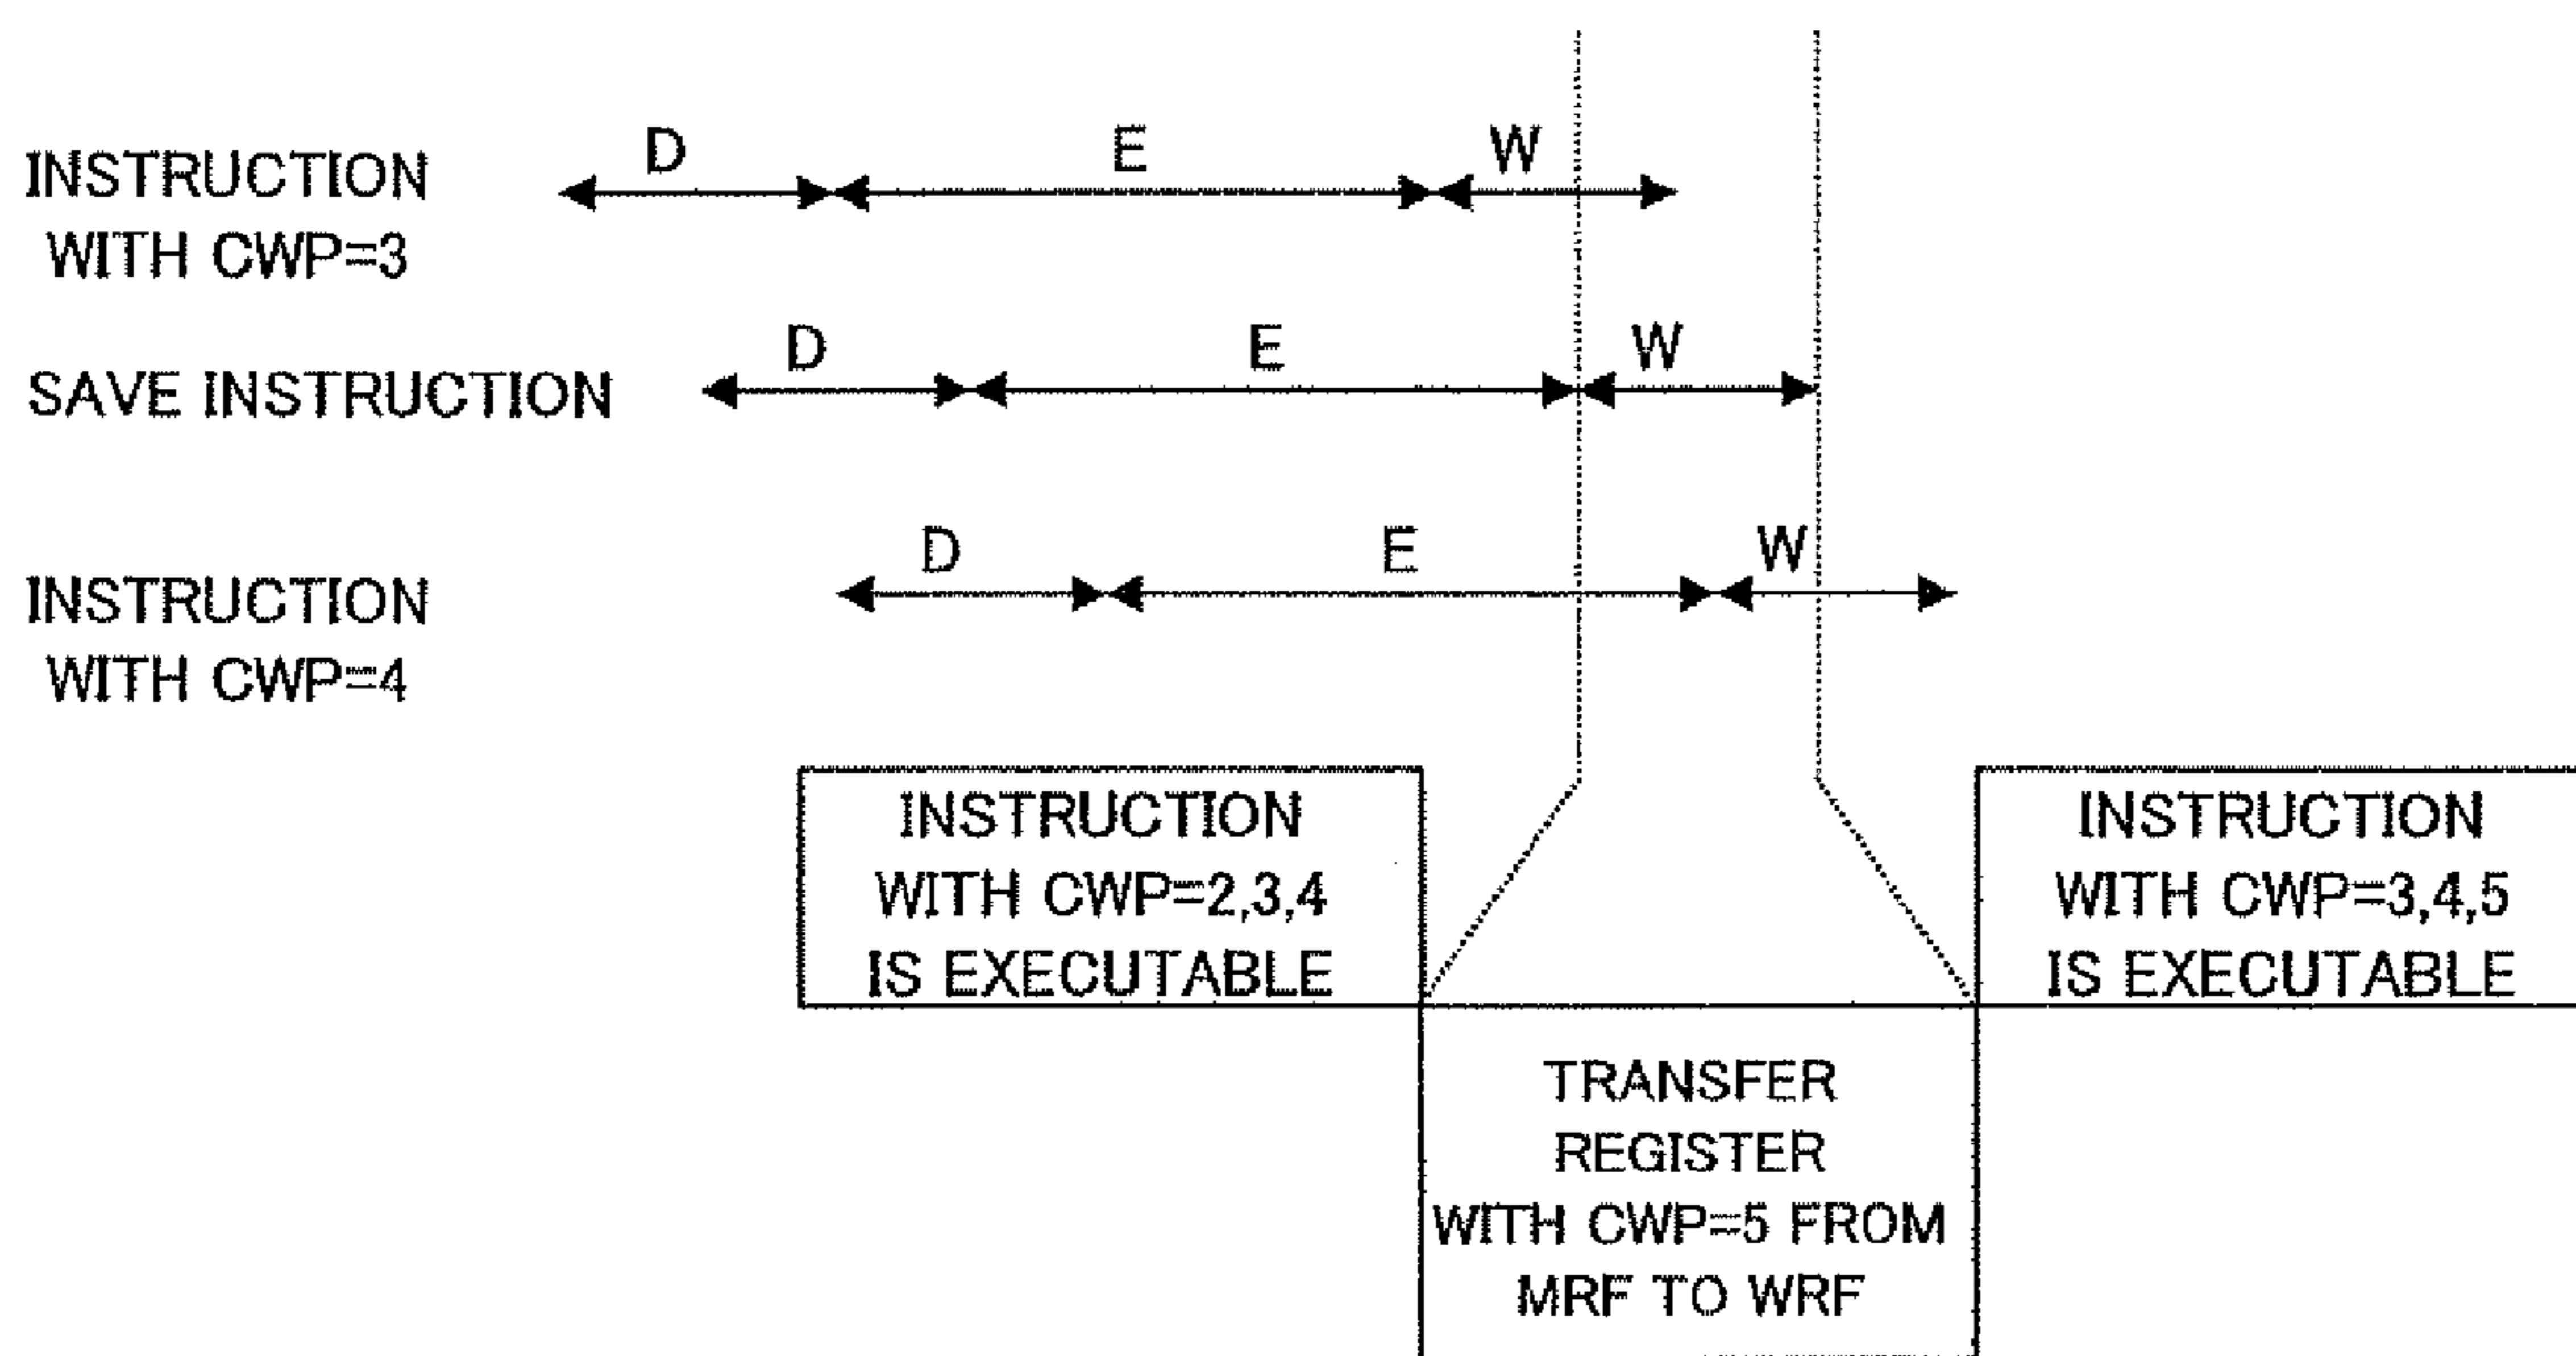 D E W
INSTRUCTION
WITH CWP=3
D E W
SAVE INSTRUCTION
D E W
INSTRUCTION
WITH CWP=4
INSTRUCTION
WITH CWP=2,3,4
IS EXECUTABLE
INSTRUCTION
WITH CWP=3,4,5
IS EXECUTABLE
TRANSFER
REGISTER
WITH CWP=5 FROM
MRF TO WRF